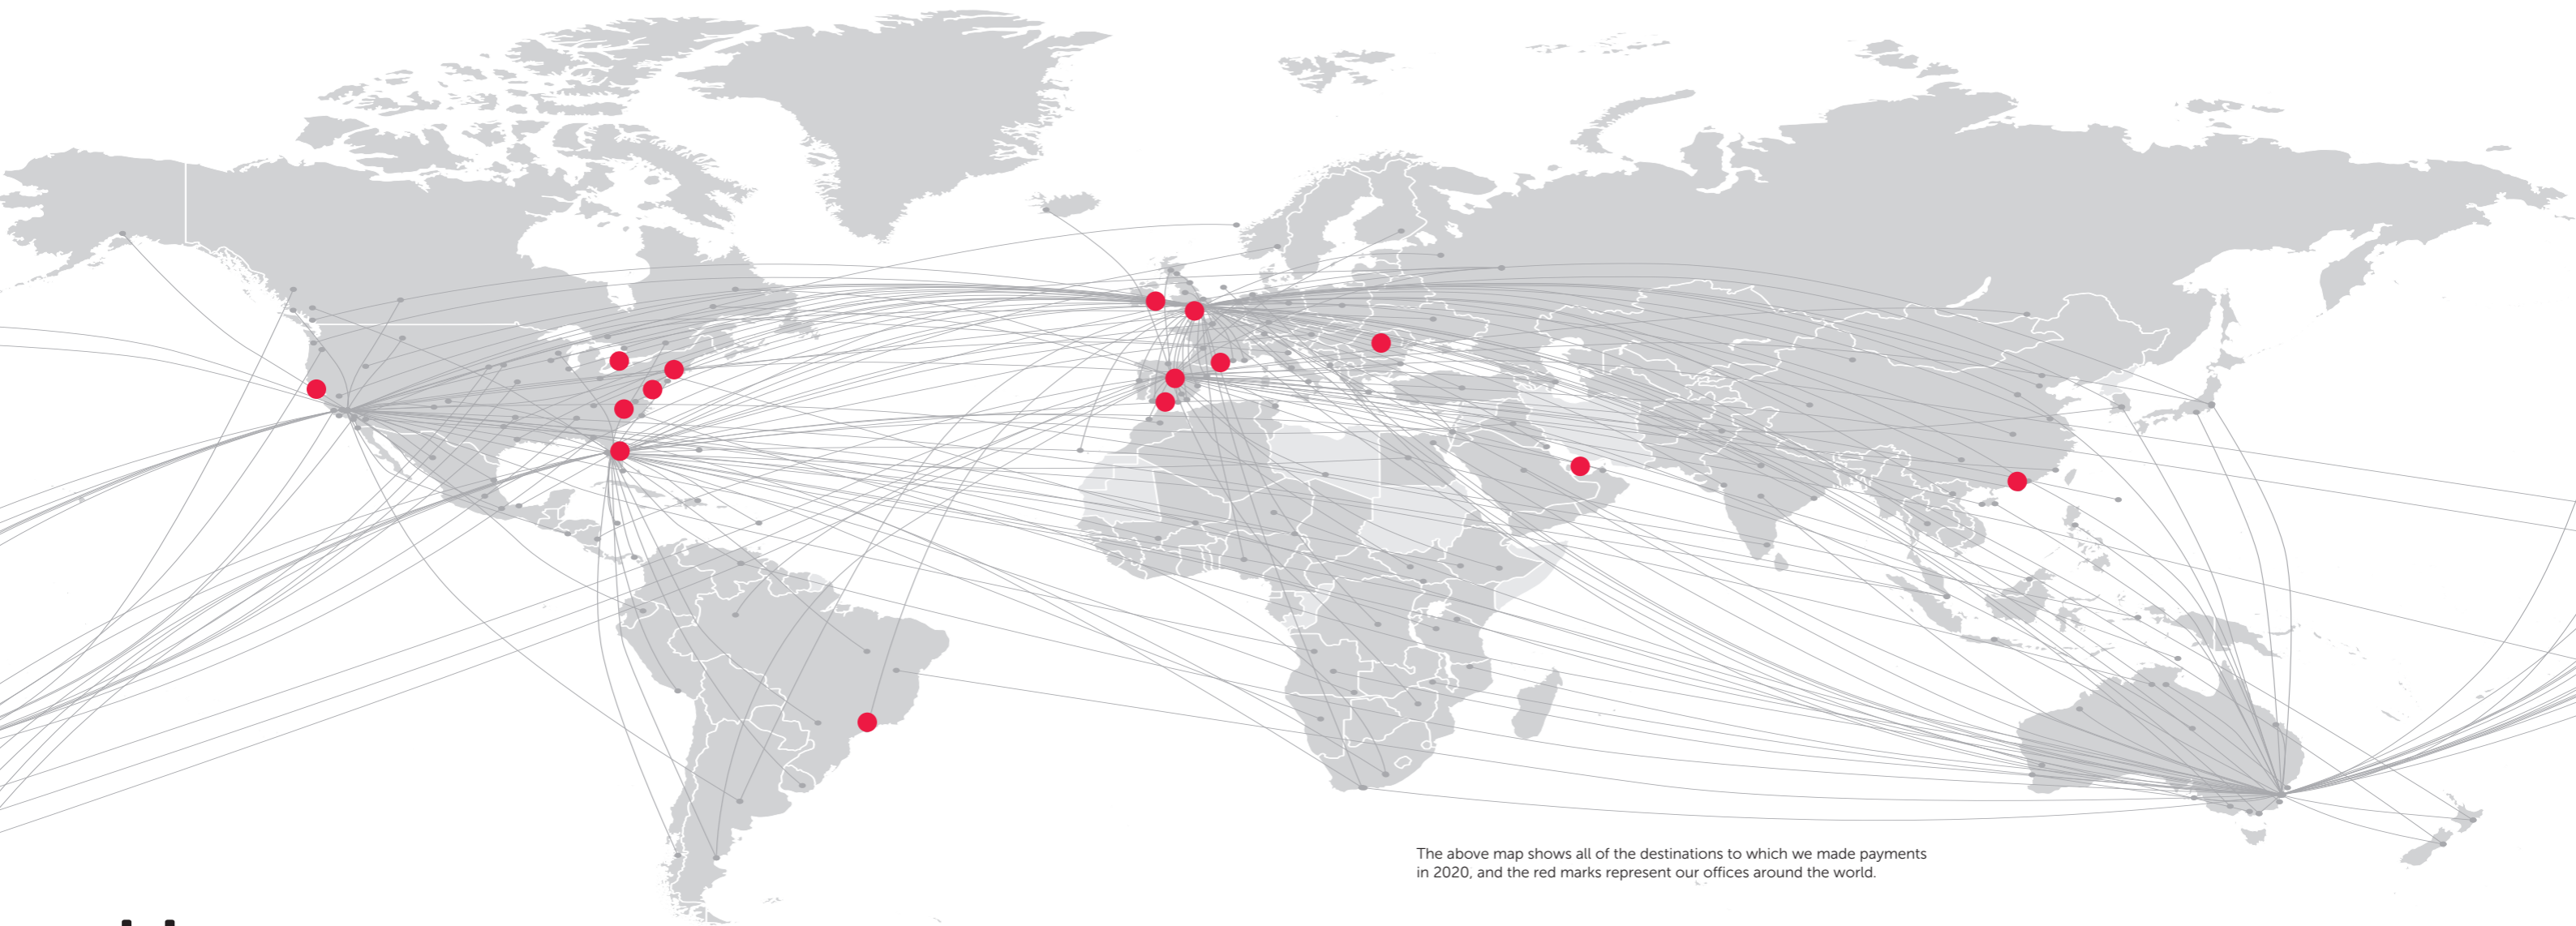 The above map shows all of the destinations to which we made payments
in 2020, and the red marks represent our offices around the world.